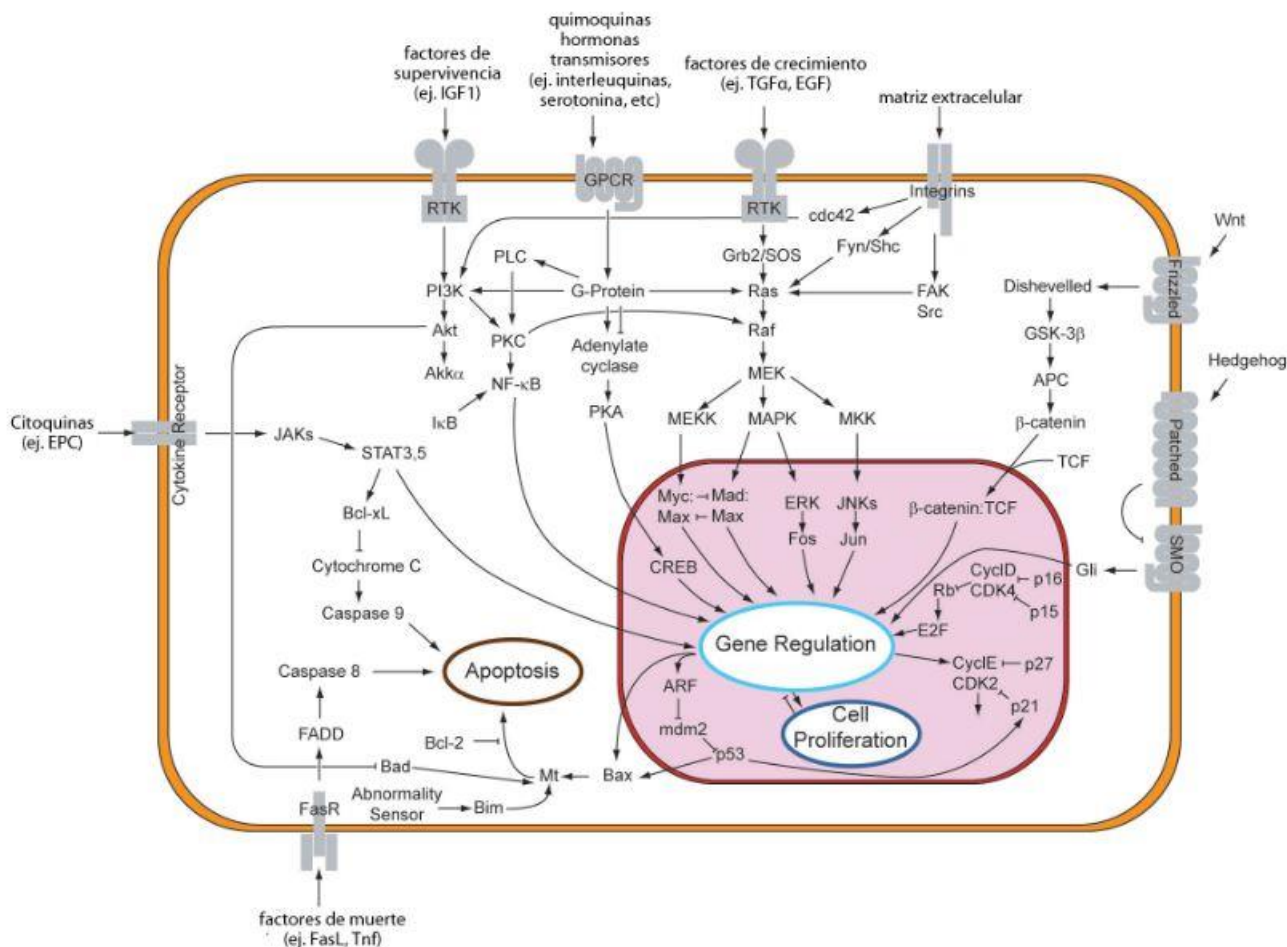 quimoquinas
hormonas
transmisores
(ej. interleuquinas,
serotonina, etc)
factores de
supervivencia
(ej. IGF1)
factores de crecimiento
(ej. TGFα, EGF)
matriz extracelular
RTK
GPCR
RTK
Integrins
cdc42
Wnt
Frizzled
Grb2/SOS
Fyn/Shc
PLC
PI3K
G-Protein
Ras
FAK
Src
Dishevelled
Akt
PKC
Adenylate
cyclase
Raf
GSK-3β
Hedgehog
Akkα
NF-κB
MEK
APC
Patched
IκB
PKA
MEKK
MAPK
MKK
β-catenin
Citoquinas
(ej. EPC)
Cytokine Receptor
JAKs
STAT3,5
TCF
Myc:
Max
Mad:
Max
ERK
JNKs
β-catenin:TCF
Bcl-xL
Fos
Jun
SMO
Cytochrome C
CREB
CyclD
CDK4
p16
Gli
Rb
p15
Caspase 9
E2F
Gene Regulation
Caspase 8
Apoptosis
CyclE
CDK2
p27
ARF
p21
FADD
Bcl-2
mdm2
Cell
Proliferation
p53
Bad
Mt
Bax
FasR
Abnormality
Sensor
Bim
factores de muerte
(ej. FasL, Tnf)